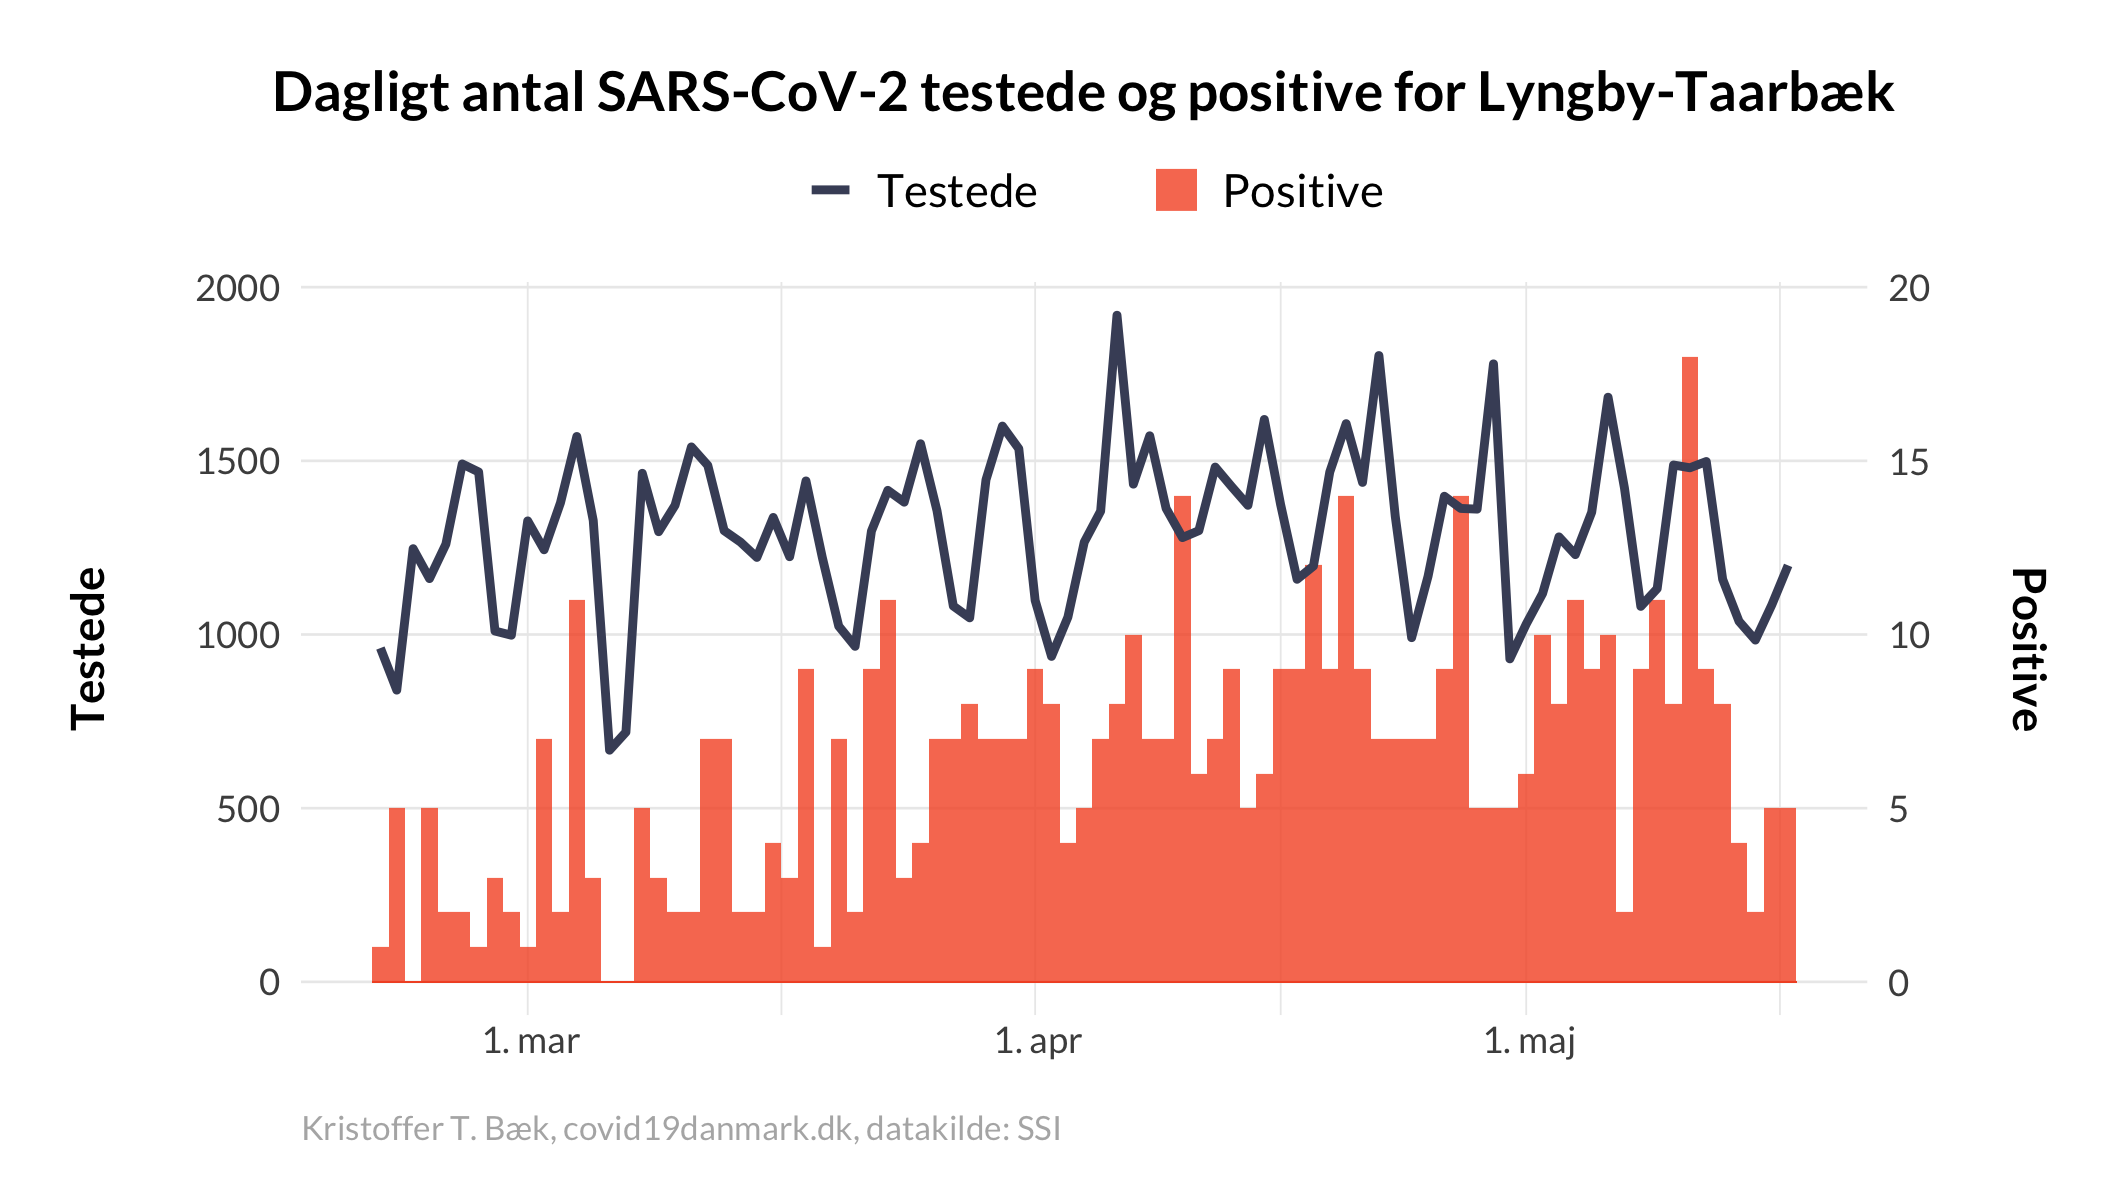 Dagligt antal SARS-CoV-2 testede og positive for Lyngby-Taarbæk
Testede
Positive
2000
1500
1000
500
0
20
15
10
5
0
Testede
Positive
1. mar
1. apr
1. maj
Kristoffer T. Bæk, covid19danmark.dk, datakilde: SSI